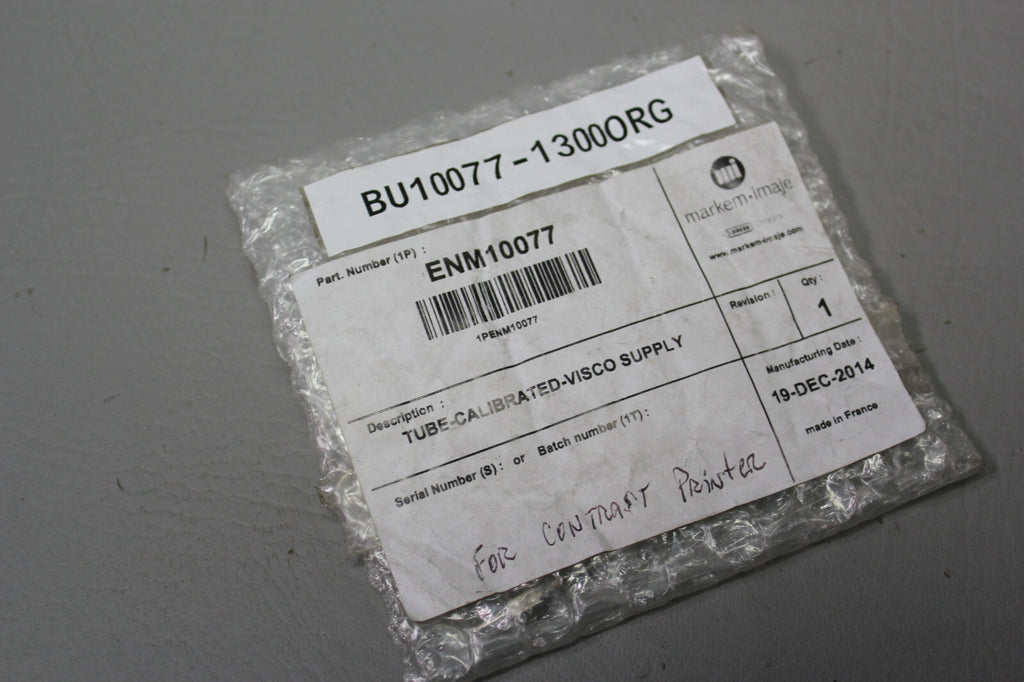 BU10077-1300ORG
Part. Number (1P) :
ENM10077
1PENM10077
markem·imaje
www.markem-imaje.com
Revision :
Qty :
1
Description :
TUBE-CALIBRATED-VISCO SUPPLY
Manufacturing Date :
19-DEC-2014
made in France
Serial Number (S) : or Batch number (1T) :
FOR CONTRAST PRINTER